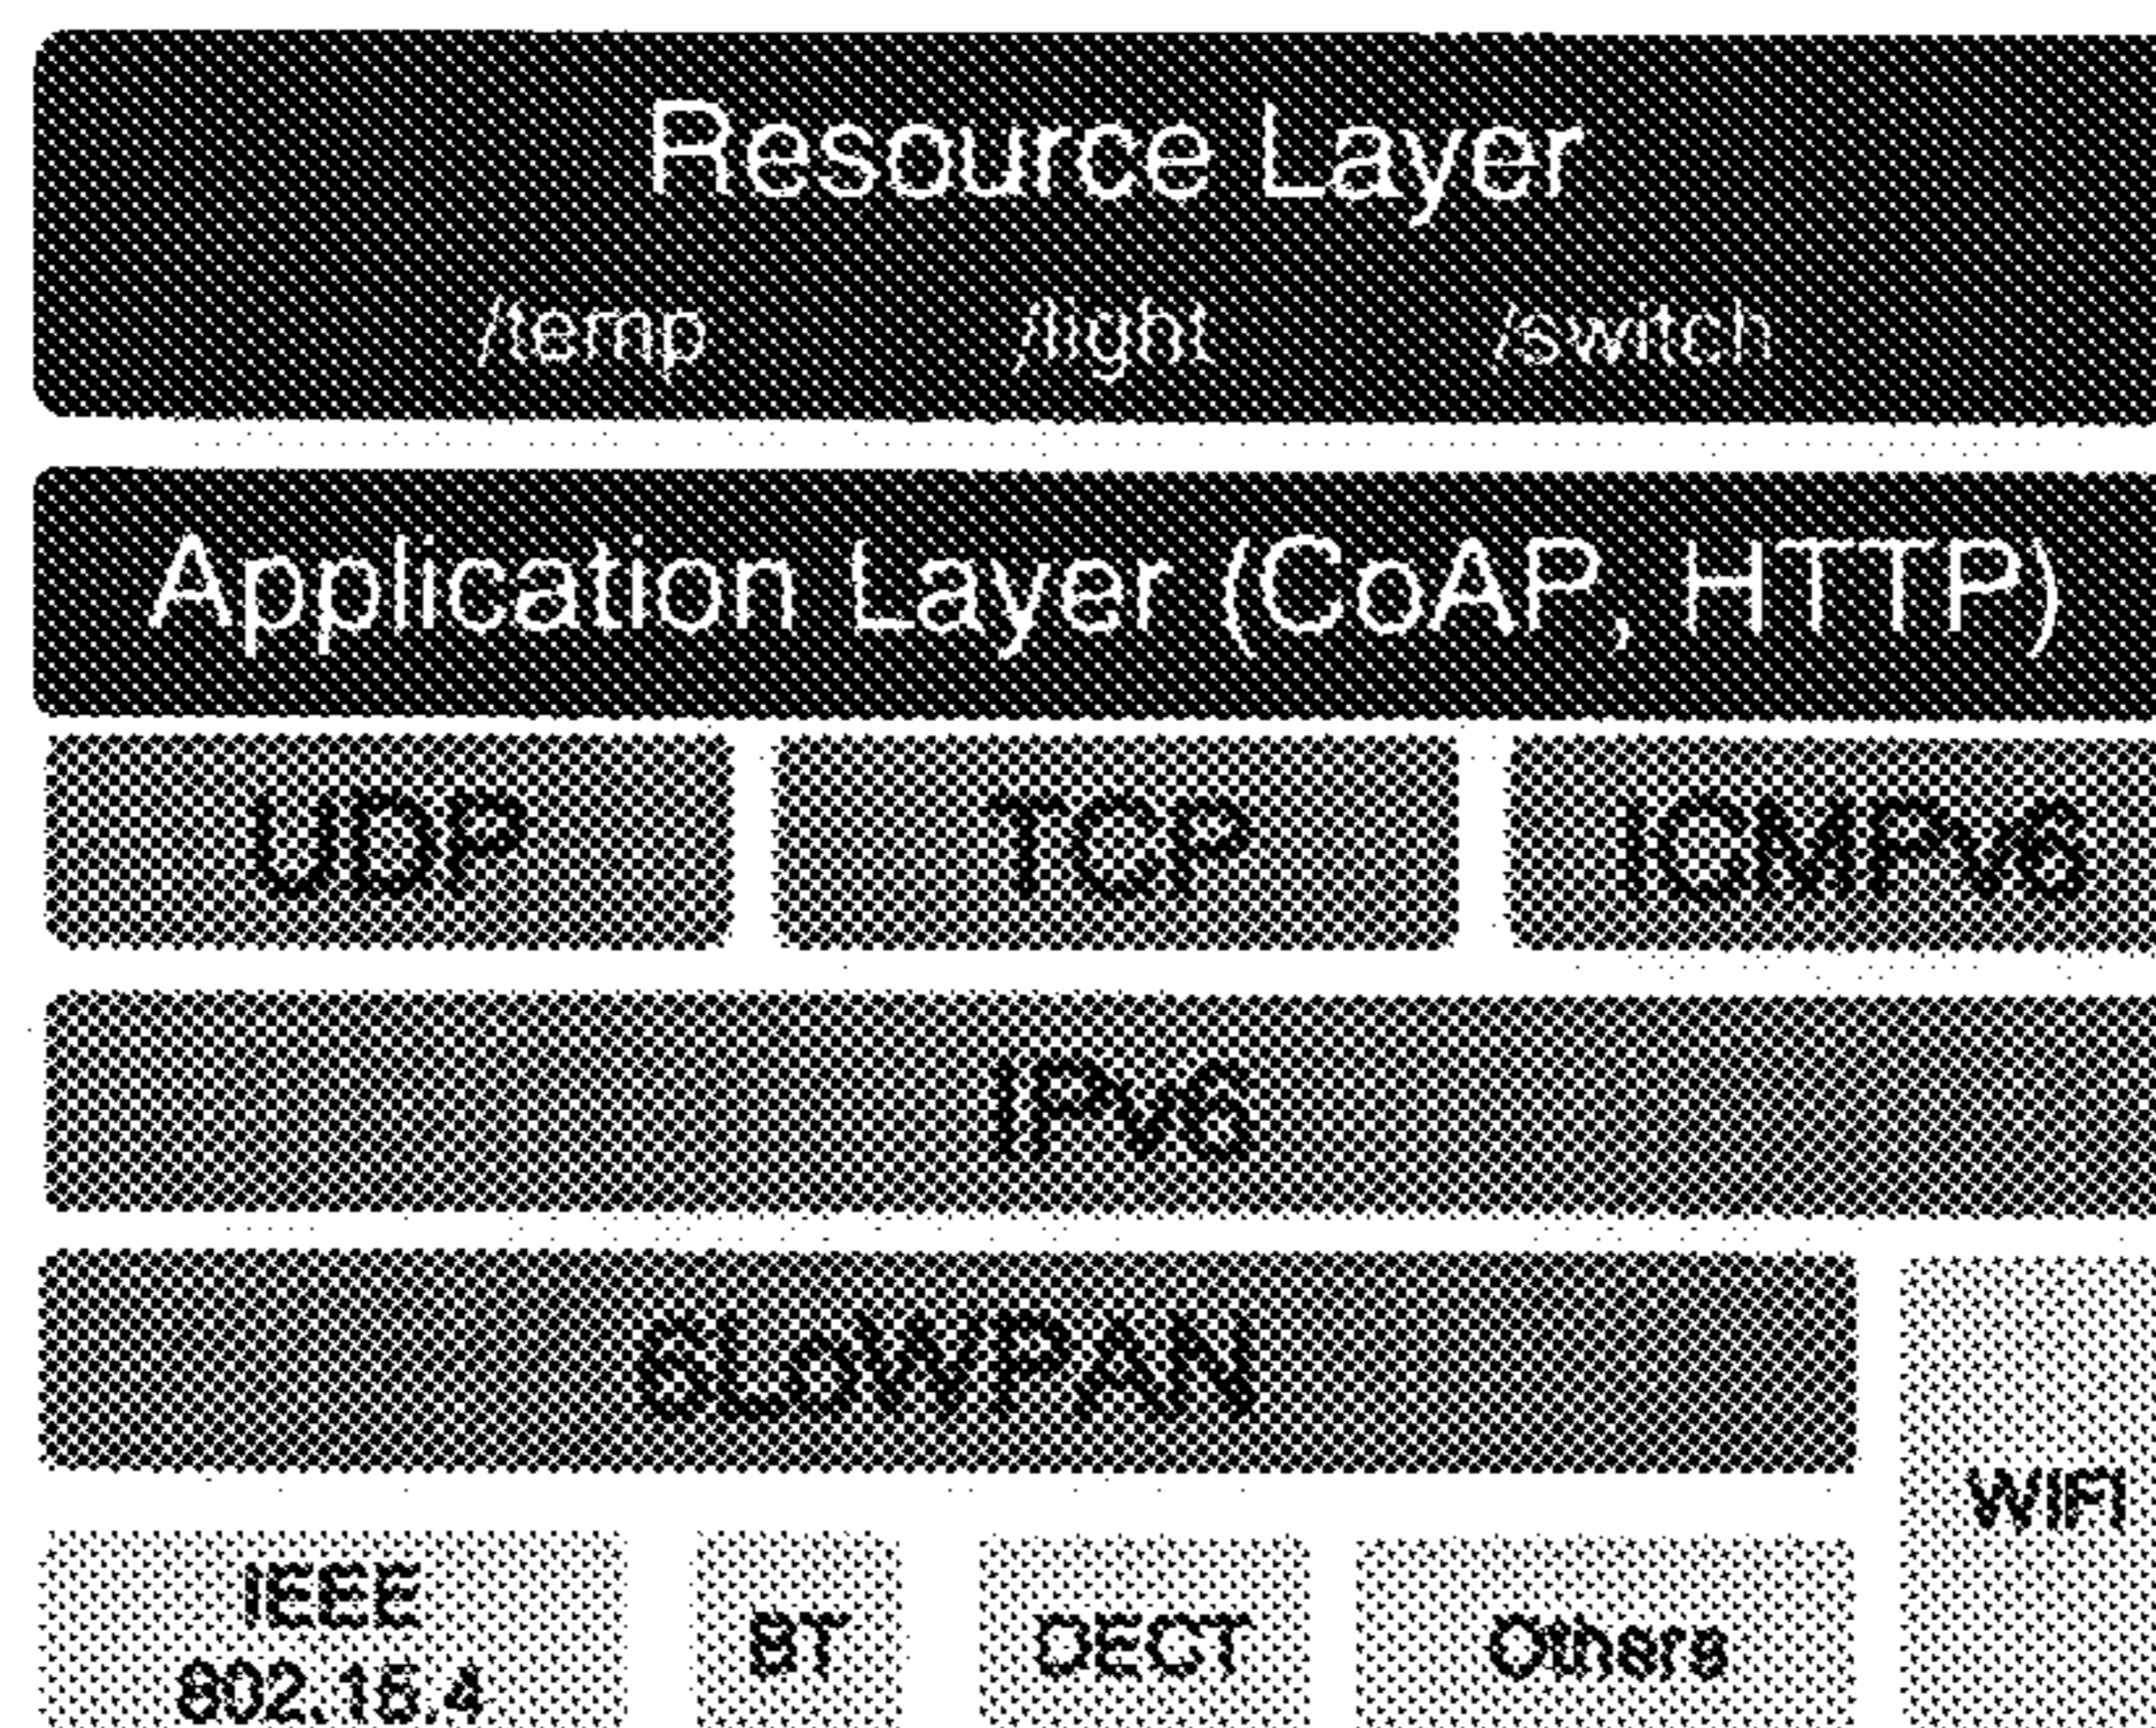 Resource Layer
/temp /light /switch
Application Layer (CoAP, HTTP)
UDP TCP ICMPv6
IPv6
6LoWPAN
WiFi
IEEE
802.15.4
BT DECT Others